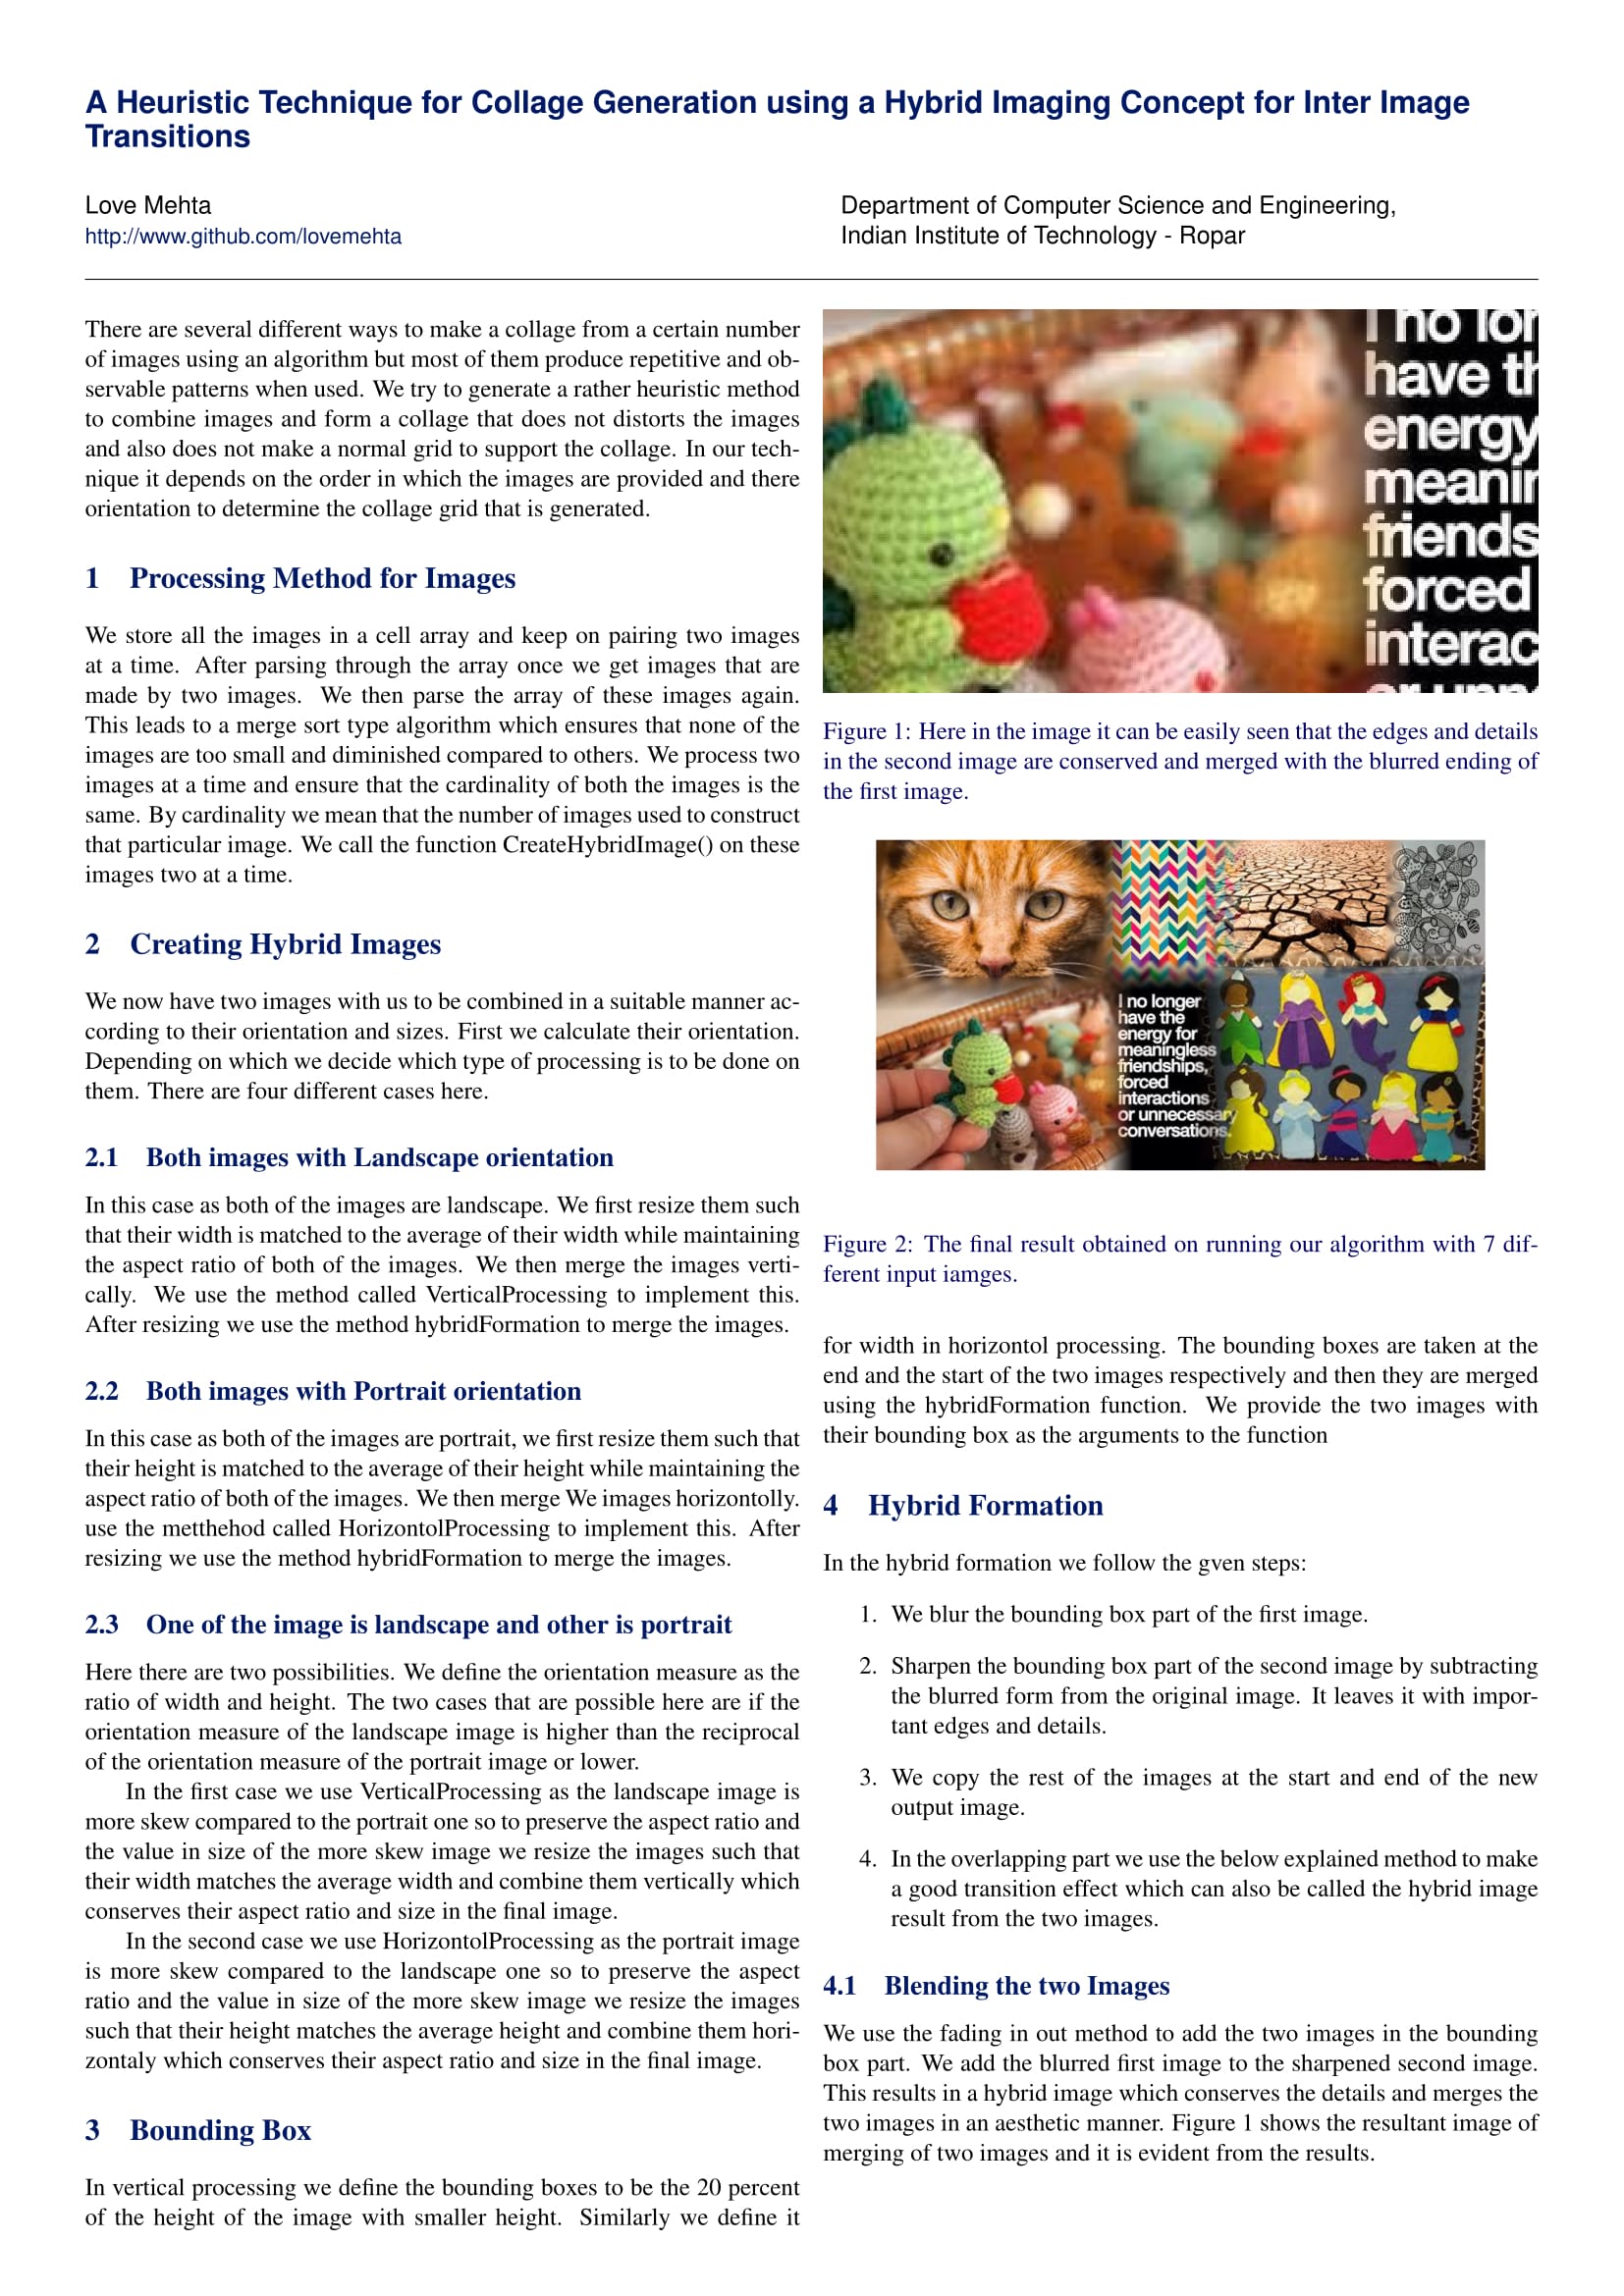 A Heuristic Technique for Collage Generation using a Hybrid Imaging Concept for Inter Image
Transitions
Love Mehta
http://www.github.com/lovemehta
Department of Computer Science and Engineering,
Indian Institute of Technology - Ropar
There are several different ways to make a collage from a certain number
of images using an algorithm but most of them produce repetitive and ob-
servable patterns when used. We try to generate a rather heuristic method
to combine images and form a collage that does not distorts the images
and also does not make a normal grid to support the collage. In our tech-
nique it depends on the order in which the images are provided and there
orientation to determine the collage grid that is generated.
1 Processing Method for Images
We store all the images in a cell array and keep on pairing two images
at a time. After parsing through the array once we get images that are
made by two images. We then parse the array of these images again.
This leads to a merge sort type algorithm which ensures that none of the
images are too small and diminished compared to others. We process two
images at a time and ensure that the cardinality of both the images is the
same. By cardinality we mean that the number of images used to construct
that particular image. We call the function CreateHybridImage() on these
images two at a time.
2 Creating Hybrid Images
We now have two images with us to be combined in a suitable manner ac-
cording to their orientation and sizes. First we calculate their orientation.
Depending on which we decide which type of processing is to be done on
them. There are four different cases here.
2.1 Both images with Landscape orientation
In this case as both of the images are landscape. We first resize them such
that their width is matched to the average of their width while maintaining
the aspect ratio of both of the images. We then merge the images verti-
cally. We use the method called VerticalProcessing to implement this.
After resizing we use the method hybridFormation to merge the images.
2.2 Both images with Portrait orientation
In this case as both of the images are portrait, we first resize them such that
their height is matched to the average of their height while maintaining the
aspect ratio of both of the images. We then merge We images horizontolly.
use the metthehod called HorizontolProcessing to implement this. After
resizing we use the method hybridFormation to merge the images.
2.3 One of the image is landscape and other is portrait
Here there are two possibilities. We define the orientation measure as the
ratio of width and height. The two cases that are possible here are if the
orientation measure of the landscape image is higher than the reciprocal
of the orientation measure of the portrait image or lower.
In the first case we use VerticalProcessing as the landscape image is
more skew compared to the portrait one so to preserve the aspect ratio and
the value in size of the more skew image we resize the images such that
their width matches the average width and combine them vertically which
conserves their aspect ratio and size in the final image.
In the second case we use HorizontolProcessing as the portrait image
is more skew compared to the landscape one so to preserve the aspect
ratio and the value in size of the more skew image we resize the images
such that their height matches the average height and combine them hori-
zontaly which conserves their aspect ratio and size in the final image.
3 Bounding Box
In vertical processing we define the bounding boxes to be the 20 percent
of the height of the image with smaller height. Similarly we define it
no lon
have th
energy
meanin
friends
forced
interac
Figure 1: Here in the image it can be easily seen that the edges and details
in the second image are conserved and merged with the blurred ending of
the first image.
I no longer
have the
energy for
meaningless
friendships,
forced
interactions
or unnecessary
conversations.
Figure 2: The final result obtained on running our algorithm with 7 dif-
ferent input iamges.
for width in horizontol processing. The bounding boxes are taken at the
end and the start of the two images respectively and then they are merged
using the hybridFormation function. We provide the two images with
their bounding box as the arguments to the function
4 Hybrid Formation
In the hybrid formation we follow the gven steps:
1. We blur the bounding box part of the first image.
2. Sharpen the bounding box part of the second image by subtracting
the blurred form from the original image. It leaves it with impor-
tant edges and details.
3. We copy the rest of the images at the start and end of the new
output image.
4. In the overlapping part we use the below explained method to make
a good transition effect which can also be called the hybrid image
result from the two images.
4.1 Blending the two Images
We use the fading in out method to add the two images in the bounding
box part. We add the blurred first image to the sharpened second image.
This results in a hybrid image which conserves the details and merges the
two images in an aesthetic manner. Figure 1 shows the resultant image of
merging of two images and it is evident from the results.